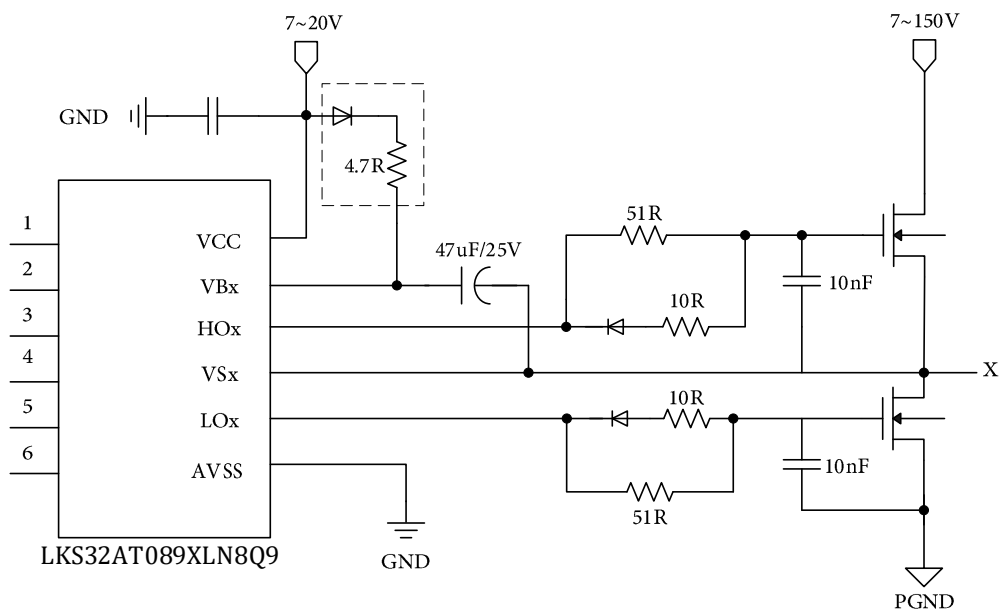 7~20V
7~150V
GND
4.7R
1
2
3
4
5
6
VCC
VBx
HOx
VSx
LOx
AVSS
47uF/25V
51R
10R
10nF
X
10R
10nF
51R
GND
LKS32AT089XLN8Q9
PGND